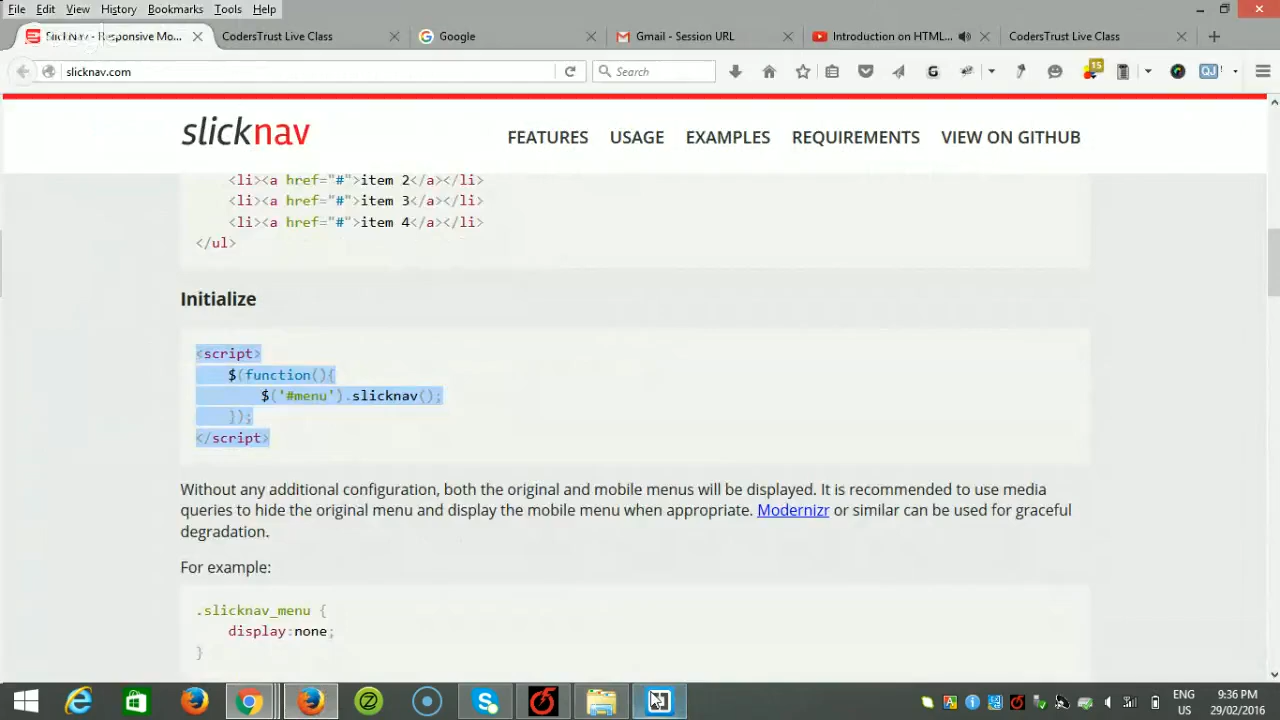 File Edit View History Bookmarks Tools Help
SlickNav - Responsive Mo... CodersTrust Live Class Google Gmail - Session URL Introduction on HTML... CodersTrust Live Class
slicknav.com Search 15 G QJ
slicknav FEATURES USAGE EXAMPLES REQUIREMENTS VIEW ON GITHUB
<li><a href="#">item 2</a></li>
<li><a href="#">item 3</a></li>
<li><a href="#">item 4</a></li>
</ul>
Initialize
<script>
$(function(){
$('#menu').slicknav();
});
</script>
Without any additional configuration, both the original and mobile menus will be displayed. It is recommended to use media
queries to hide the original menu and display the mobile menu when appropriate. Modernizr or similar can be used for graceful
degradation.
For example:
.slicknav_menu {
display:none;
}
ENG 9:36 PM
US 29/02/2016